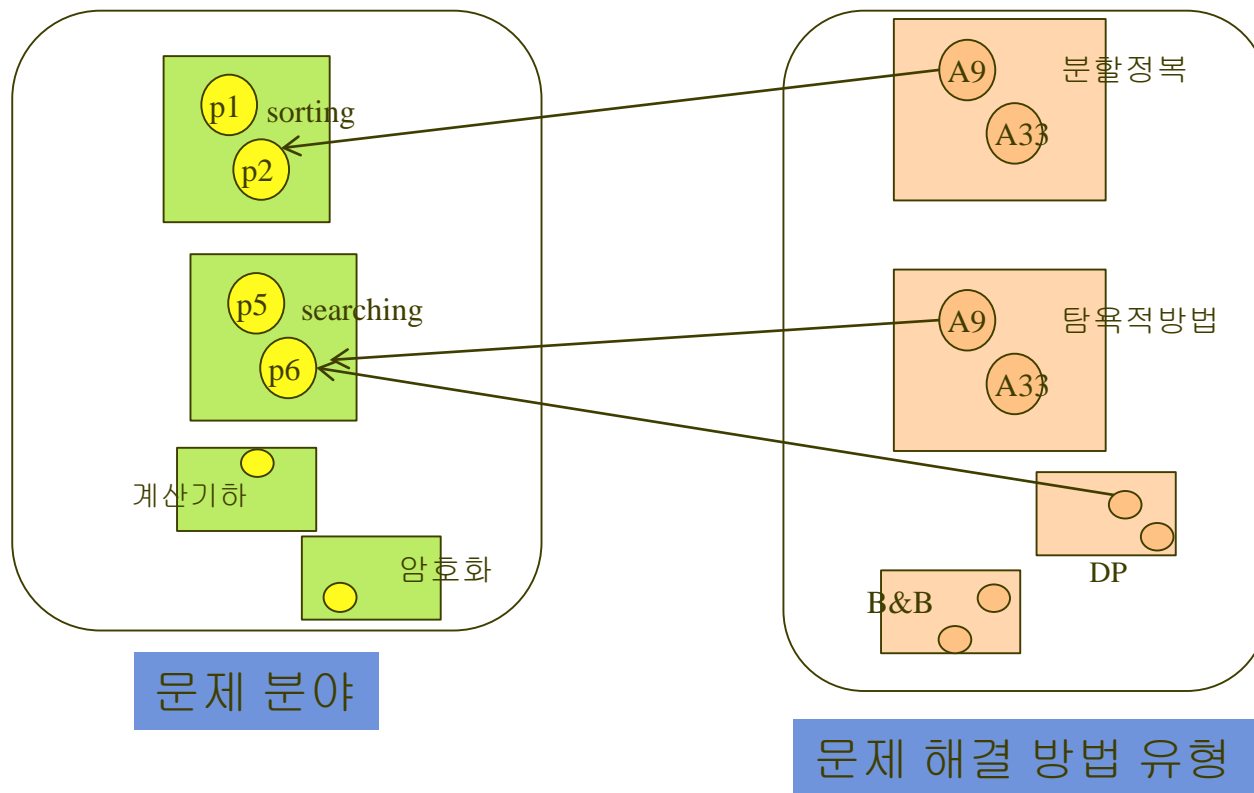 p1
sorting
p2
p5
searching
p6
계산기하
암호화
문제 분야
A9
분할정복
A33
A9
탐욕적방법
A33
DP
B&B
문제 해결 방법 유형